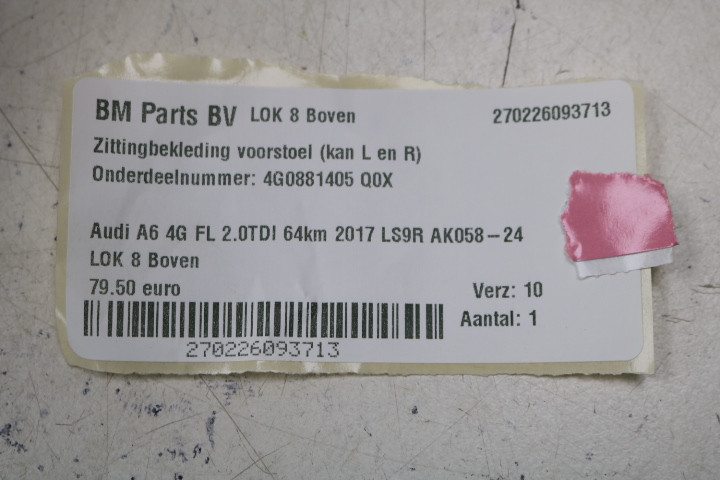 BM Parts BV LOK 8 Boven 270226093713
Zittingbekleding voorstoel (kan L en R)
Onderdeelnummer: 4G0881405 Q0X
Audi A6 4G FL 2.0TDI 64km 2017 LS9R AK058-24
LOK 8 Boven
79.50 euro Verz: 10
Aantal: 1
270226093713